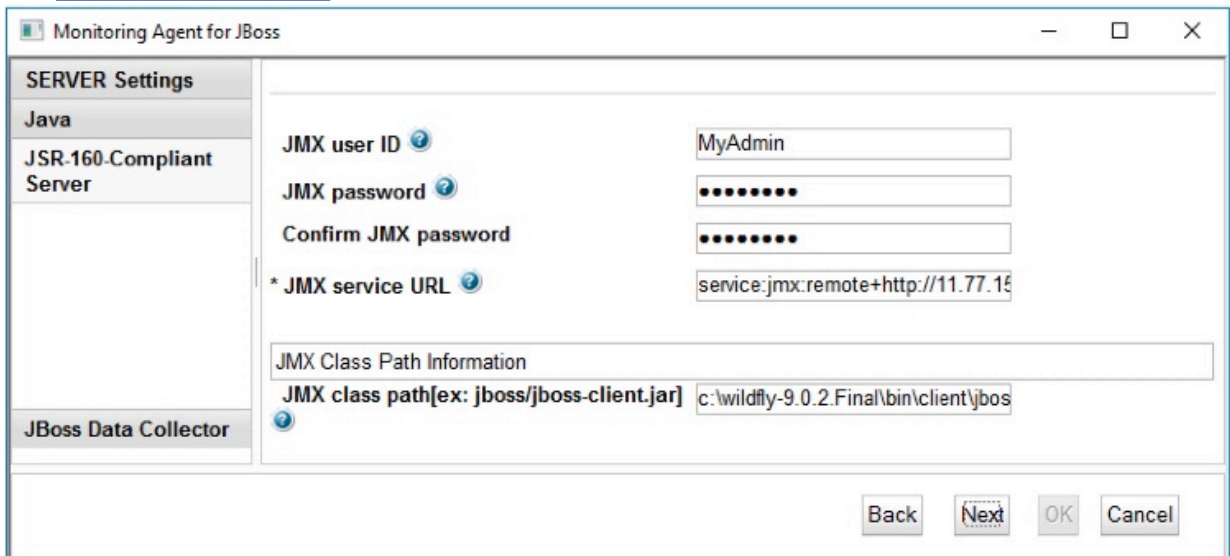 Monitoring Agent for JBoss
SERVER Settings
Java
JSR-160-Compliant
Server
JBoss Data Collector
JMX user ID
MyAdmin
JMX password
••••••••
Confirm JMX password
••••••••
* JMX service URL
service:jmx:remote+http://11.77.15
JMX Class Path Information
JMX class path[ex: jboss/jboss-client.jar]
c:\wildfly-9.0.2.Final\bin\client\jbos
Back
Next
OK
Cancel